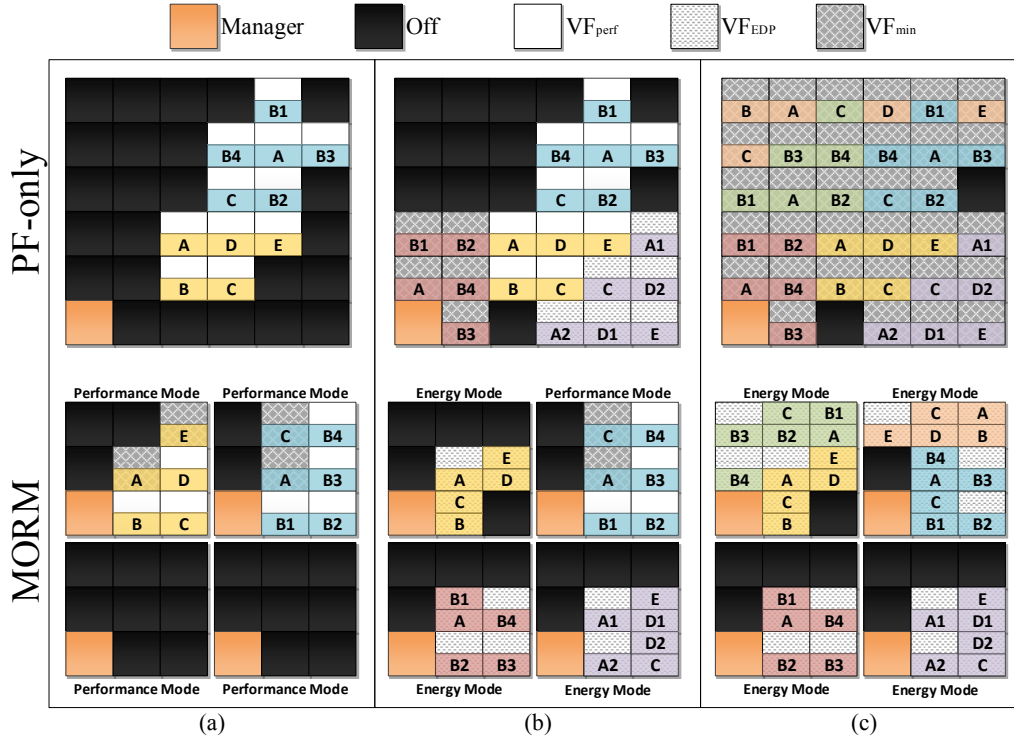 Manager Off VFperf VFEDP VFmin
PF-only
B1
B4 A B3
C B2
A D E
B C
B1
B4 A B3
C B2
B1 B2 A D E A1
A B4 B C C D2
B3 A2 D1 E
B A C D B1 E
C B3 B4 B4 A B3
B1 A B2 C B2
B1 B2 A D E A1
A B4 B C C D2
B3 A2 D1 E
MORM
Performance Mode Performance Mode
E C B4
A D A B3
B C B1 B2
Performance Mode Performance Mode
Energy Mode Performance Mode
E C B4
A D A B3
C
B B1 B2
B1 E
A B4 A1 D1
D2
B2 B3 A2 C
Energy Mode Energy Mode
Energy Mode Energy Mode
C B1 C A
B3 B2 A E D B
E B4
B4 A D A B3
C C
B B1 B2
B1 E
A B4 A1 D1
D2
B2 B3 A2 C
Energy Mode Energy Mode
(a) (b) (c)